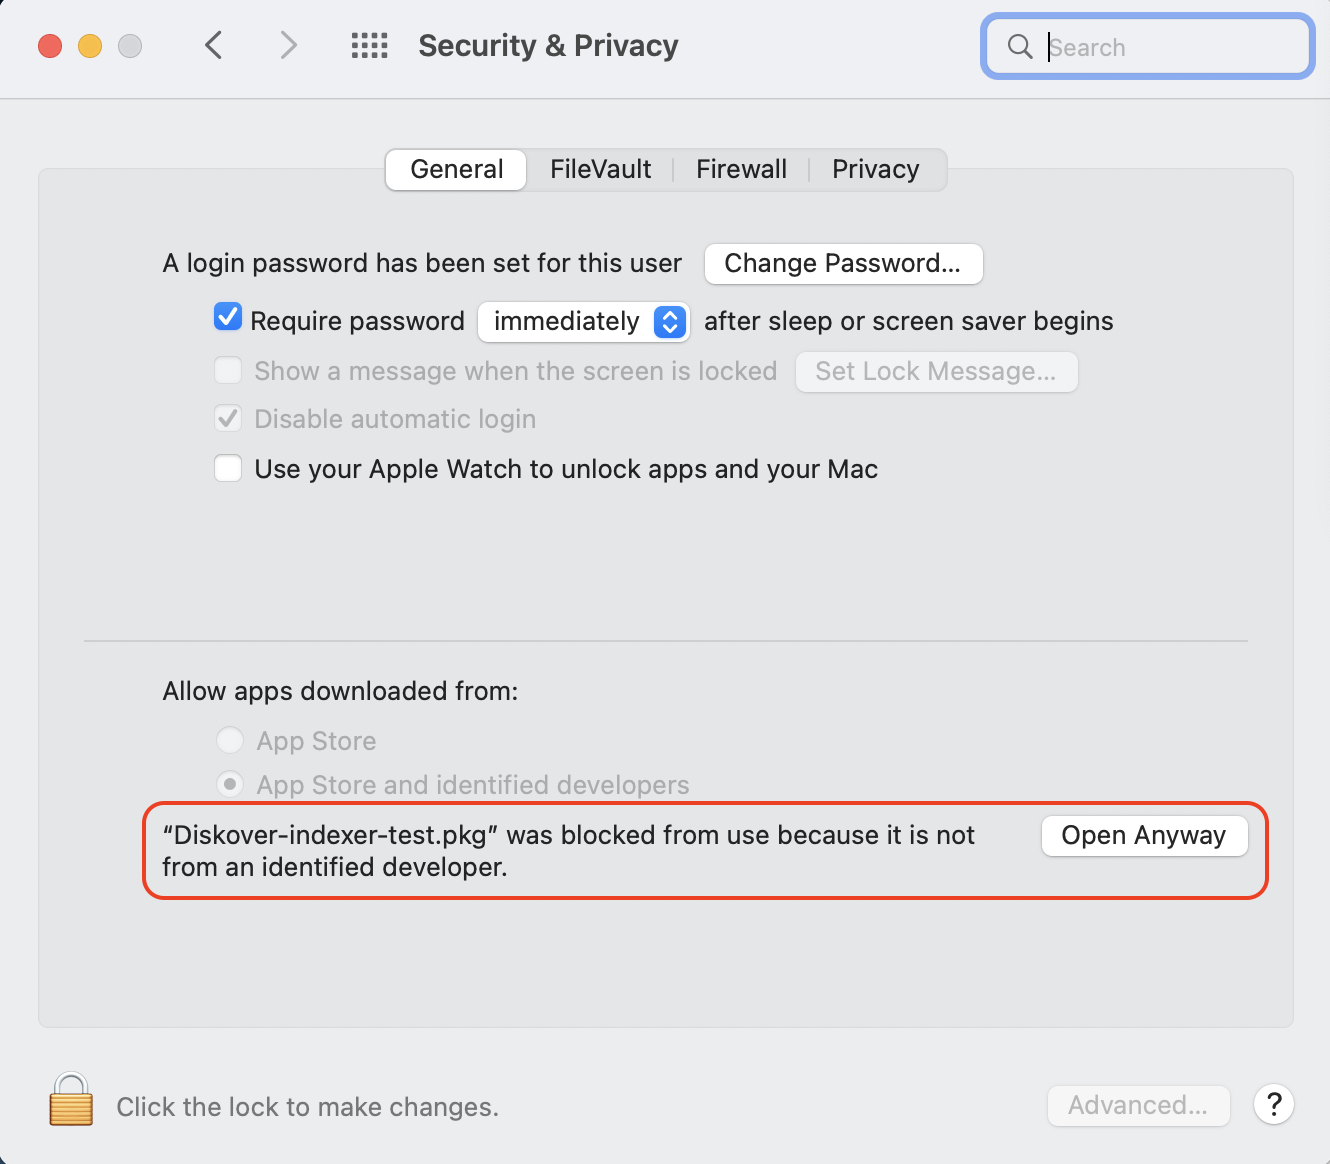 Security & Privacy
Search
General
FileVault
Firewall
Privacy
A login password has been set for this user
Change Password...
Require password
immediately
after sleep or screen saver begins
Show a message when the screen is locked
Set Lock Message...
Disable automatic login
Use your Apple Watch to unlock apps and your Mac
Allow apps downloaded from:
App Store
App Store and identified developers
“Diskover-indexer-test.pkg” was blocked from use because it is not
from an identified developer.
Open Anyway
Click the lock to make changes.
Advanced...
?